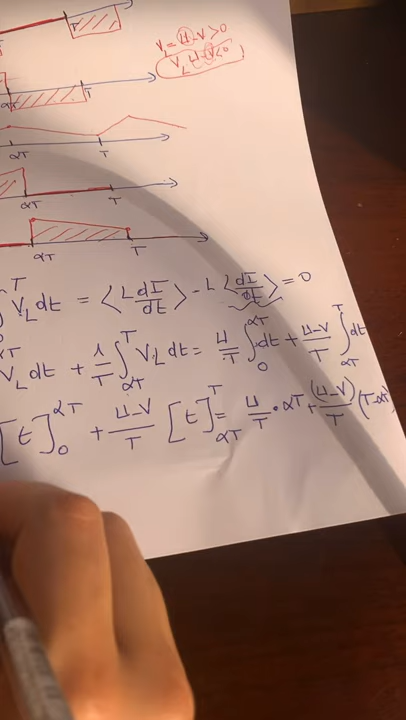 T
V_L = U - V > 0
V_L U - V < 0
αT T
αT T
αT T
αT T
T V_L dt = ⟨L dI/dt⟩ = L⟨dI/dt⟩ = 0
αT V_L dt + 1/T ∫_{αT}^{T} V_L dt = U/T ∫_0^{αT} dt + (U-V)/T ∫_{αT}^{T} dt
[t]_0^{αT} + (U-V)/T [t]_{αT}^{T} = U/T · αT + (U-V)/T (T-αT)